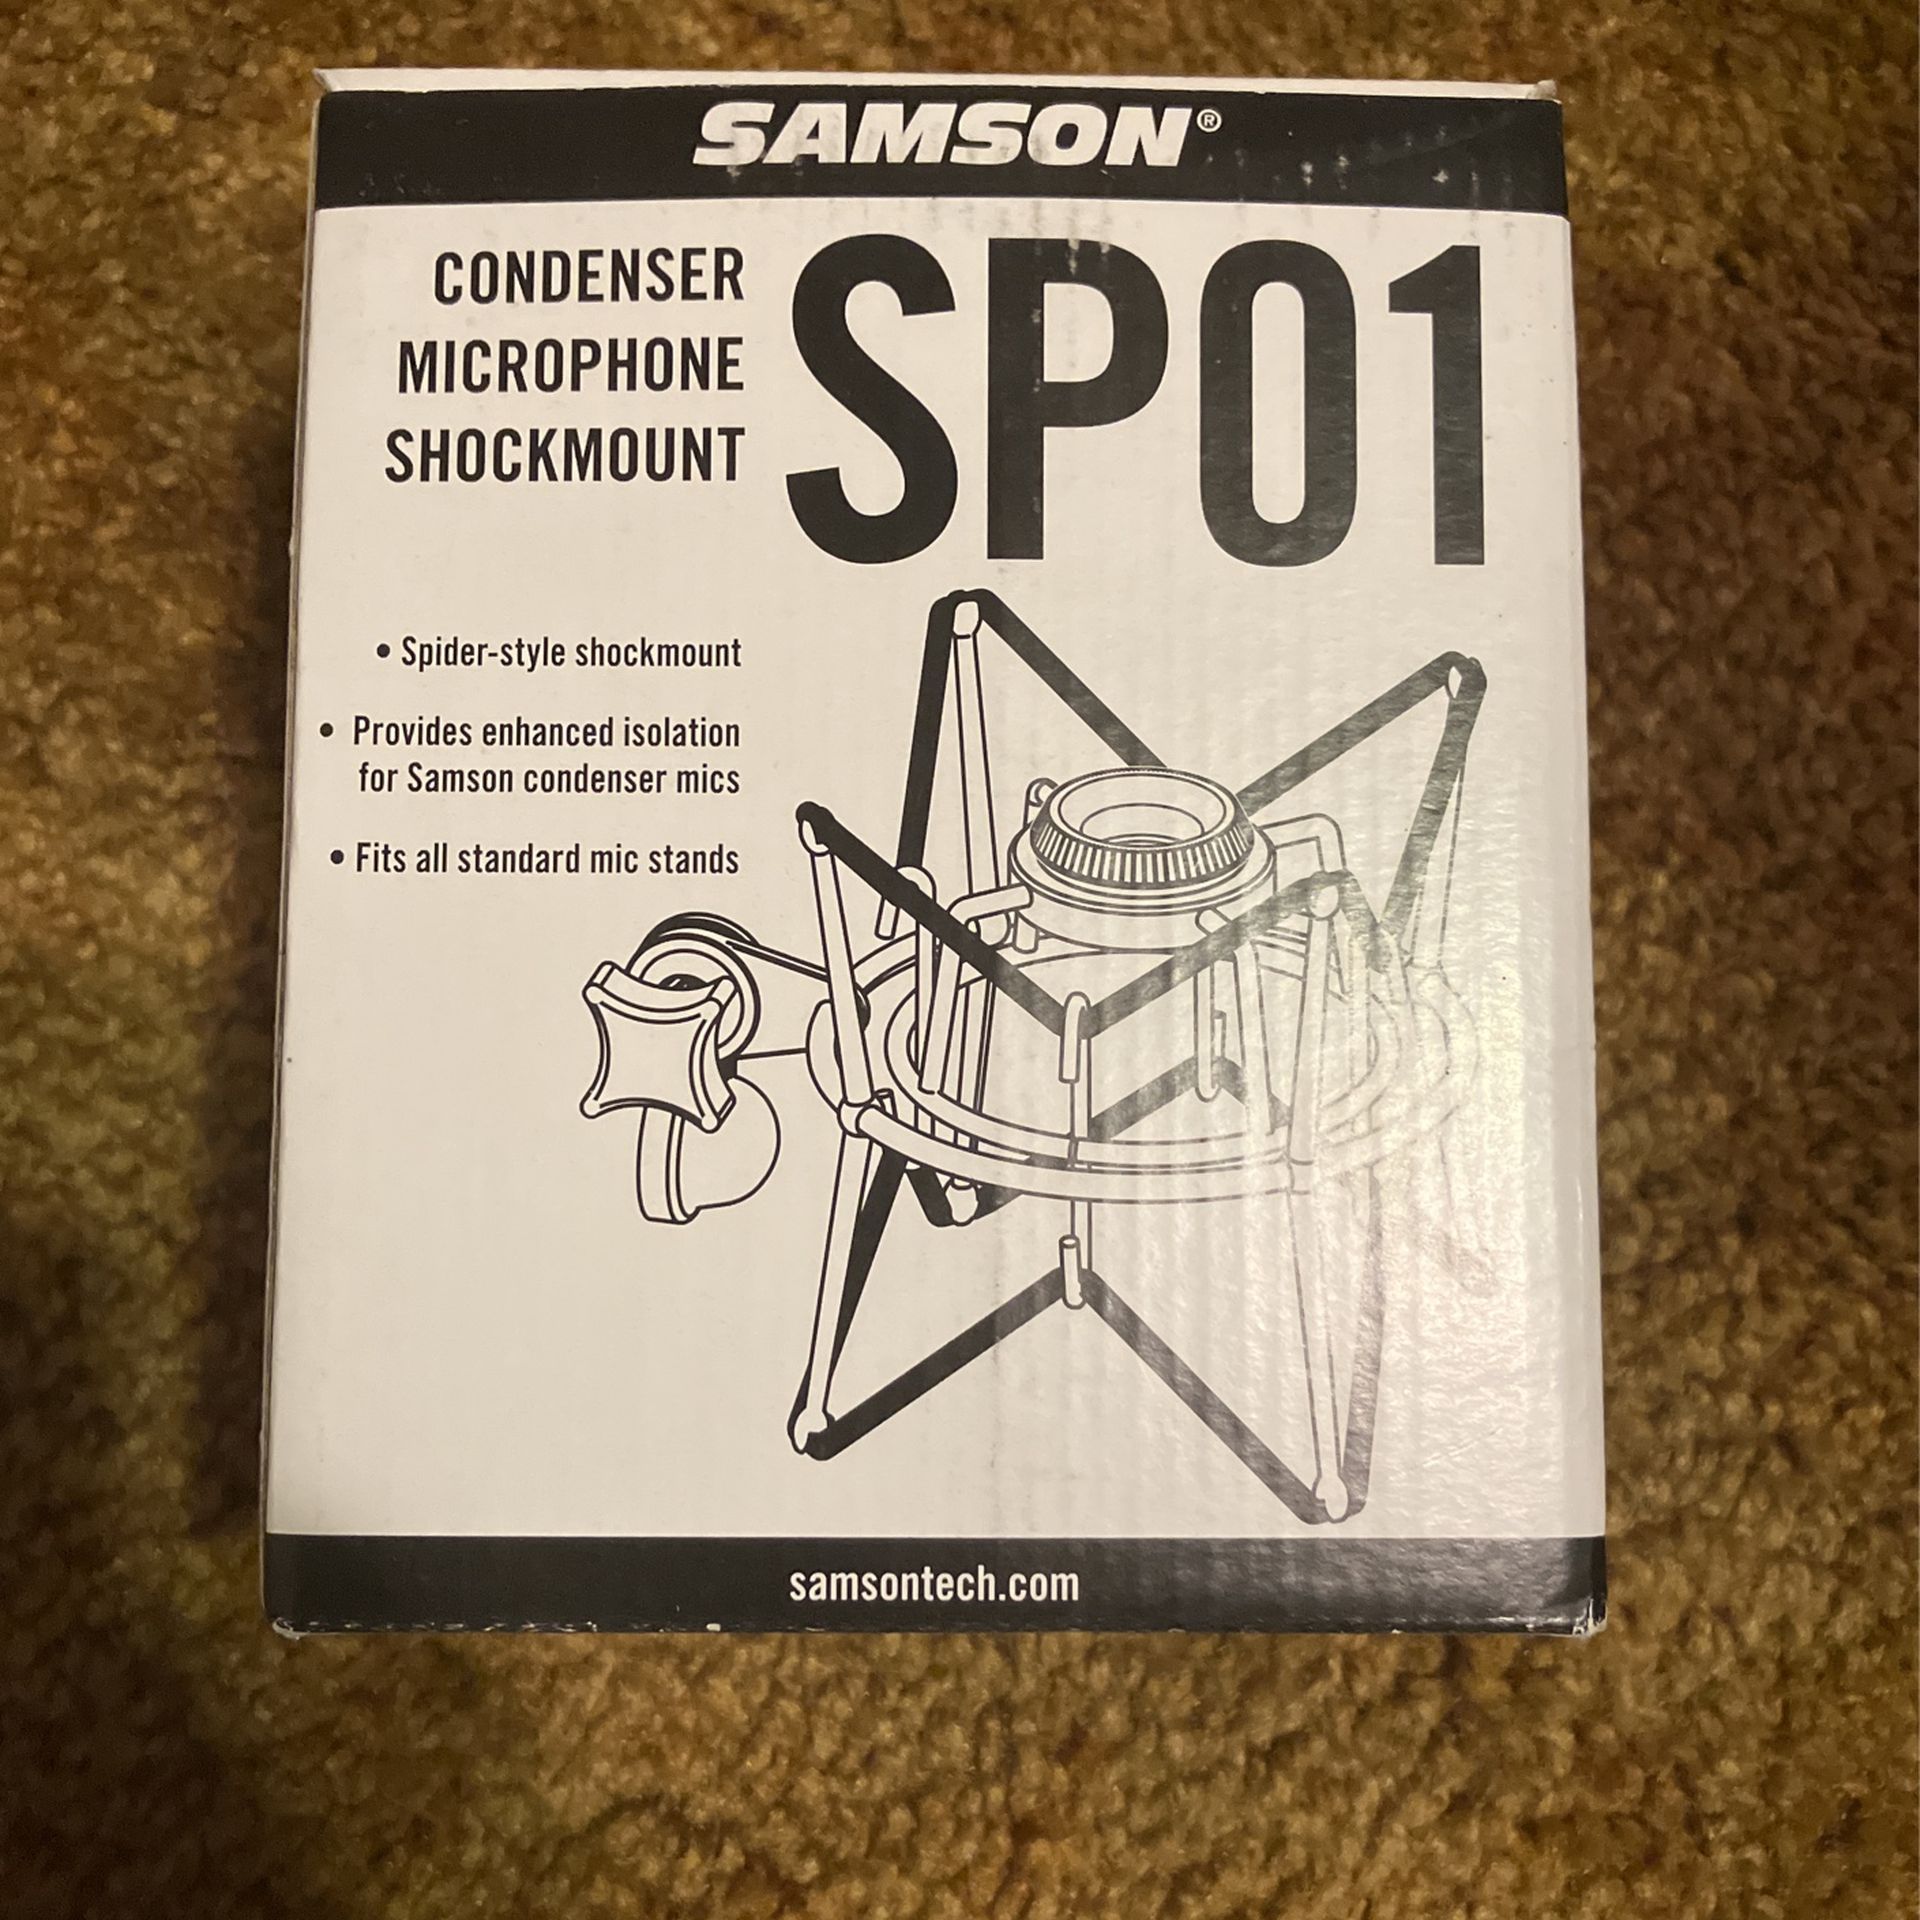 SAMSON®
CONDENSER
MICROPHONE
SHOCKMOUNT
SP01
• Spider-style shockmount
• Provides enhanced isolation
for Samson condenser mics
• Fits all standard mic stands
samsontech.com